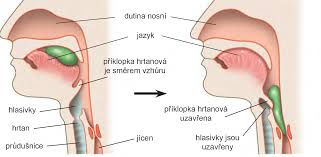 dutina nosní
jazyk
příklopka hrtanová
je směrem vzhůru
hlasivky
hrtan
průdušnice
jícen
příklopka hrtanová
uzavřena
hlasivky jsou
uzavřeny